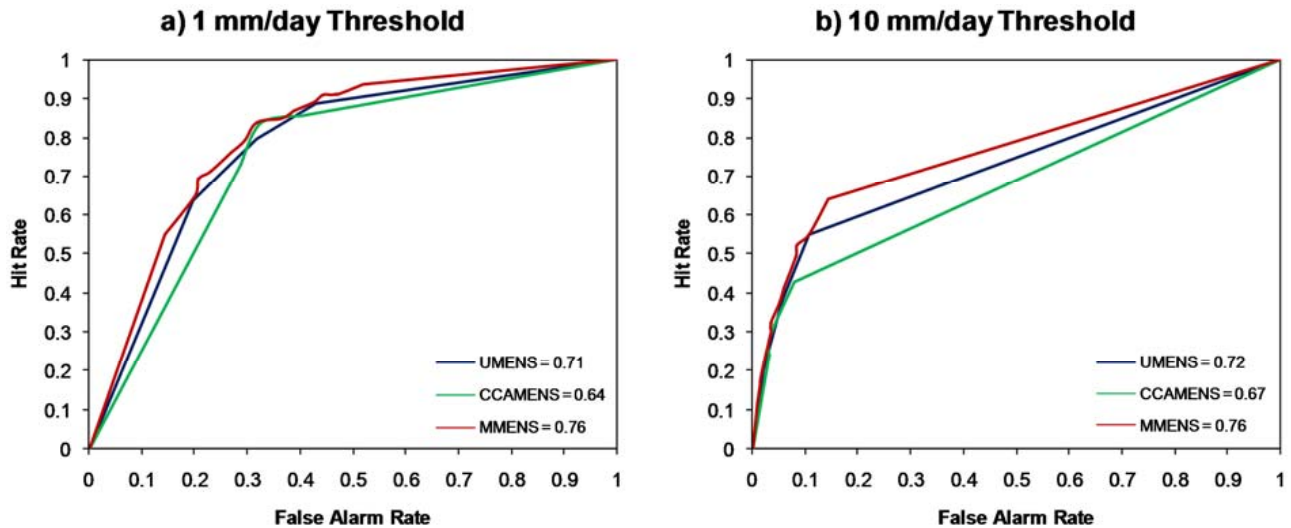 a) 1 mm/day Threshold
1
0.9
0.8
0.7
0.6
0.5
0.4
0.3
0.2
0.1
0
Hit Rate
UMENS = 0.71
CCAMENS = 0.64
MMENS = 0.76
0 0.1 0.2 0.3 0.4 0.5 0.6 0.7 0.8 0.9 1
False Alarm Rate
b) 10 mm/day Threshold
1
0.9
0.8
0.7
0.6
0.5
0.4
0.3
0.2
0.1
0
Hit Rate
UMENS = 0.72
CCAMENS = 0.67
MMENS = 0.76
0 0.1 0.2 0.3 0.4 0.5 0.6 0.7 0.8 0.9 1
False Alarm Rate